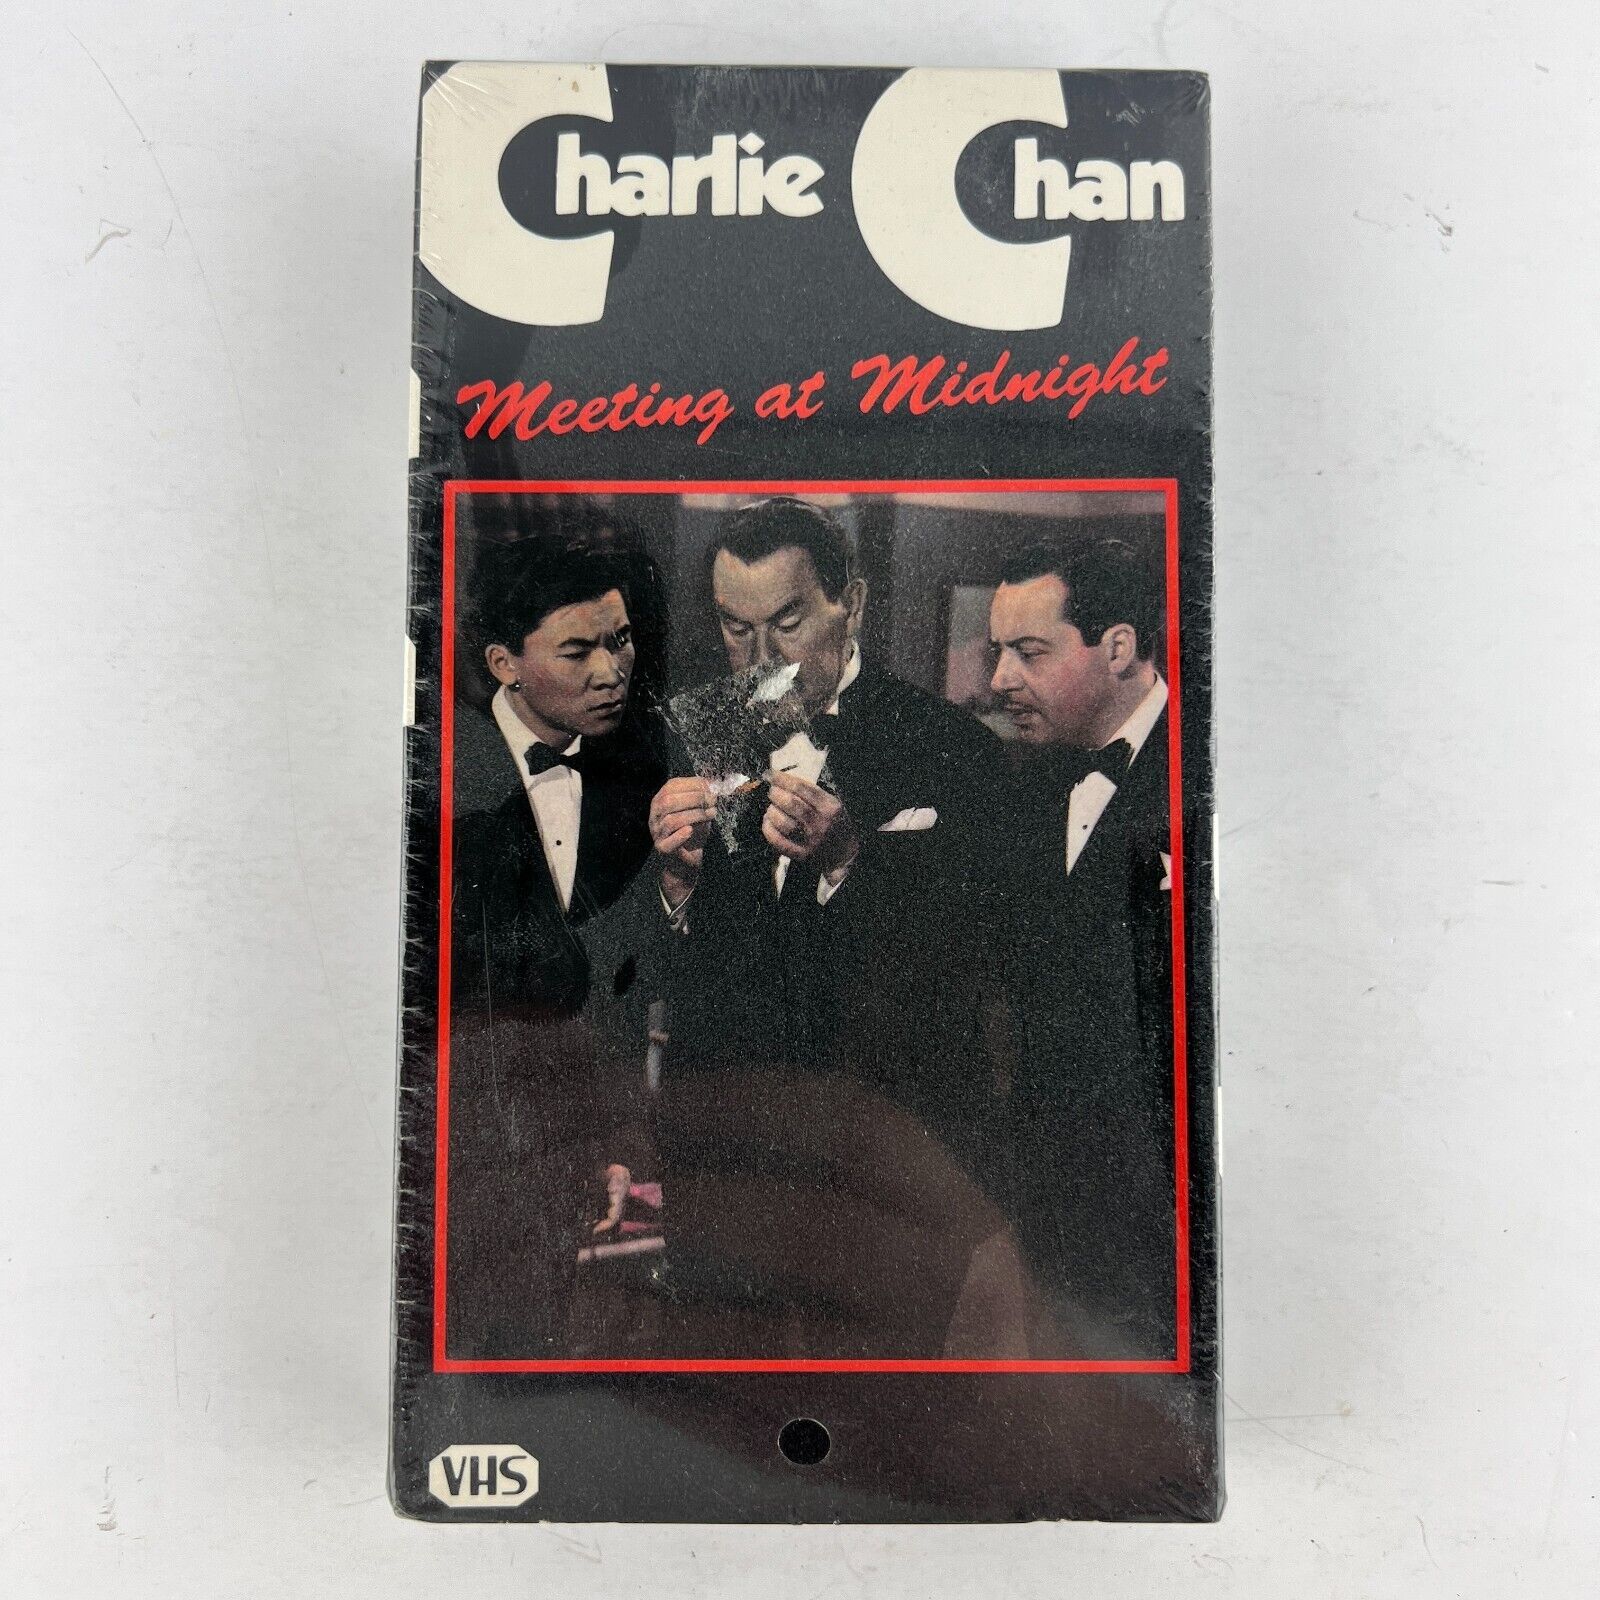 Charlie Chan
Meeting at Midnight
VHS